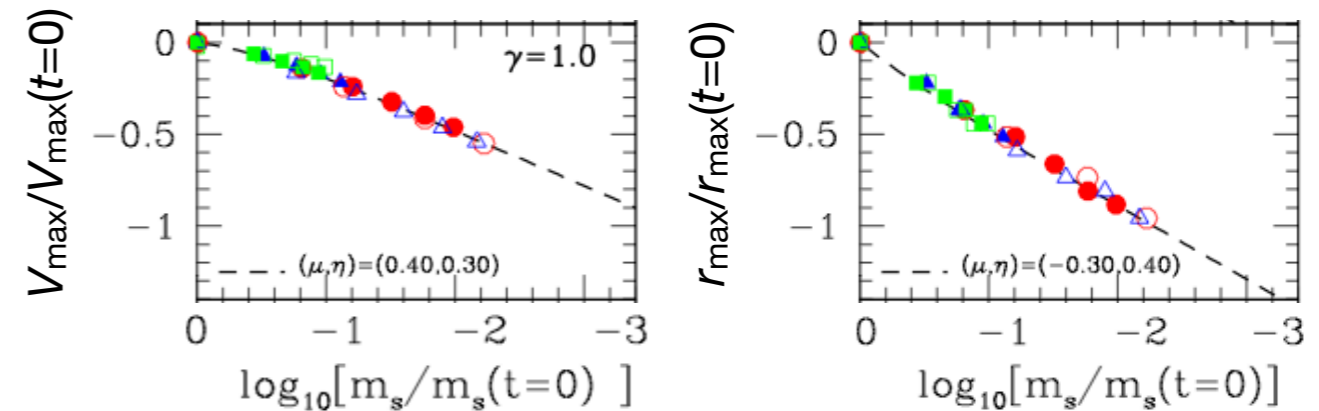 V_max/V_max(t=0)
0
−0.5
−1
γ=1.0
(μ,η)=(0.40,0.30)
0 −1 −2 −3
log₁₀[m_s/m_s(t=0) ]
r_max/r_max(t=0)
0
−0.5
−1
(μ,η)=(−0.30,0.40)
0 −1 −2 −3
log₁₀[m_s/m_s(t=0)]